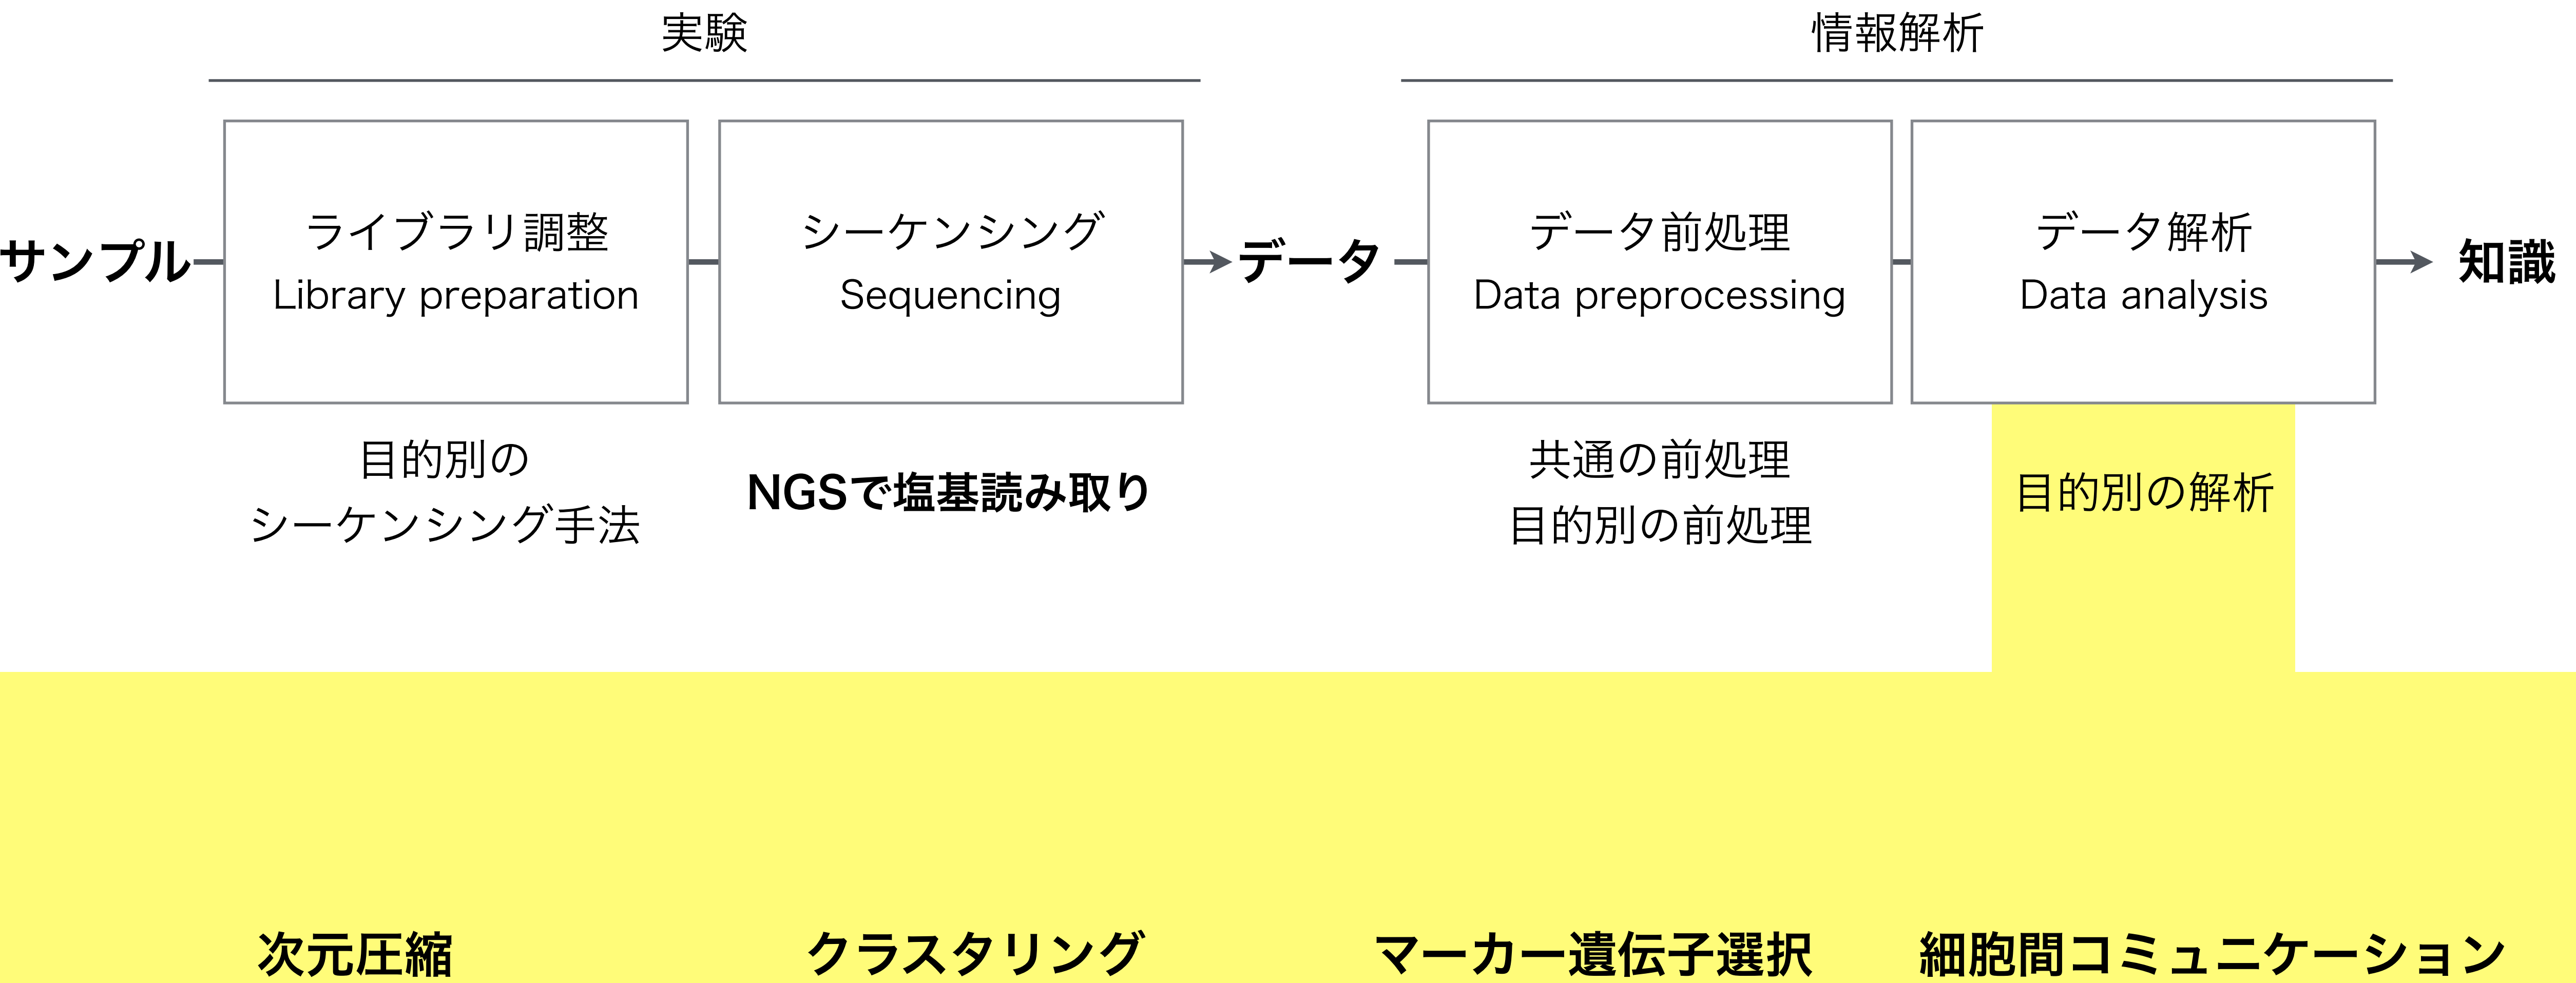 実験
情報解析
サンプル
ライブラリ調整
Library preparation
シーケンシング
Sequencing
データ
データ前処理
Data preprocessing
データ解析
Data analysis
知識
目的別の
シーケンシング手法
NGSで塩基読み取り
共通の前処理
目的別の前処理
目的別の解析
次元圧縮
クラスタリング
マーカー遺伝子選択
細胞間コミュニケーション